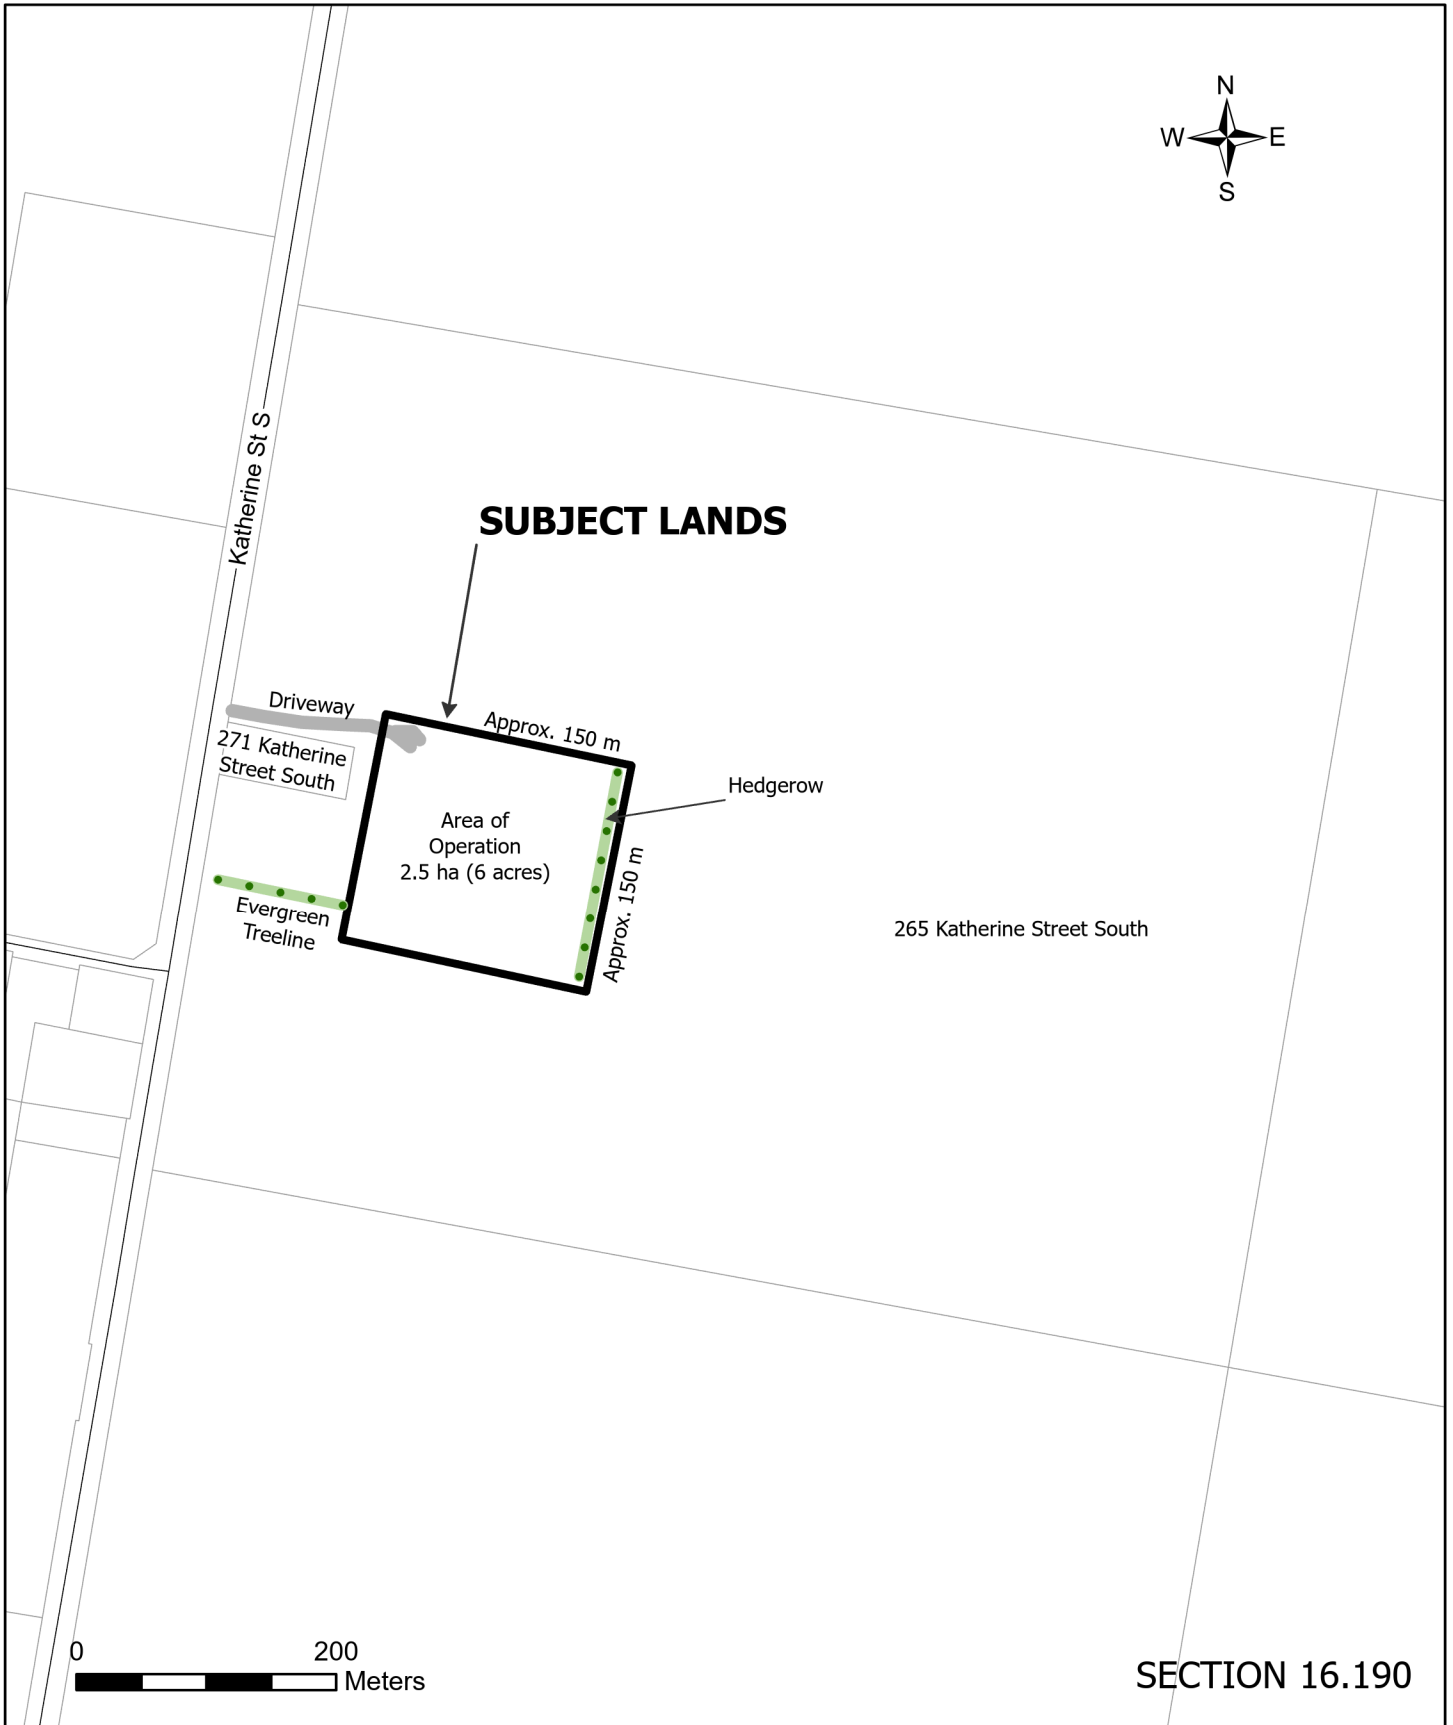 N
W E
S
Katherine St S
SUBJECT LANDS
Driveway
Approx. 150 m
271 Katherine
Street South
Hedgerow
Area of
Operation
2.5 ha (6 acres)
Approx. 150 m
Evergreen
Treeline
265 Katherine Street South
0 200
Meters
SECTION 16.190